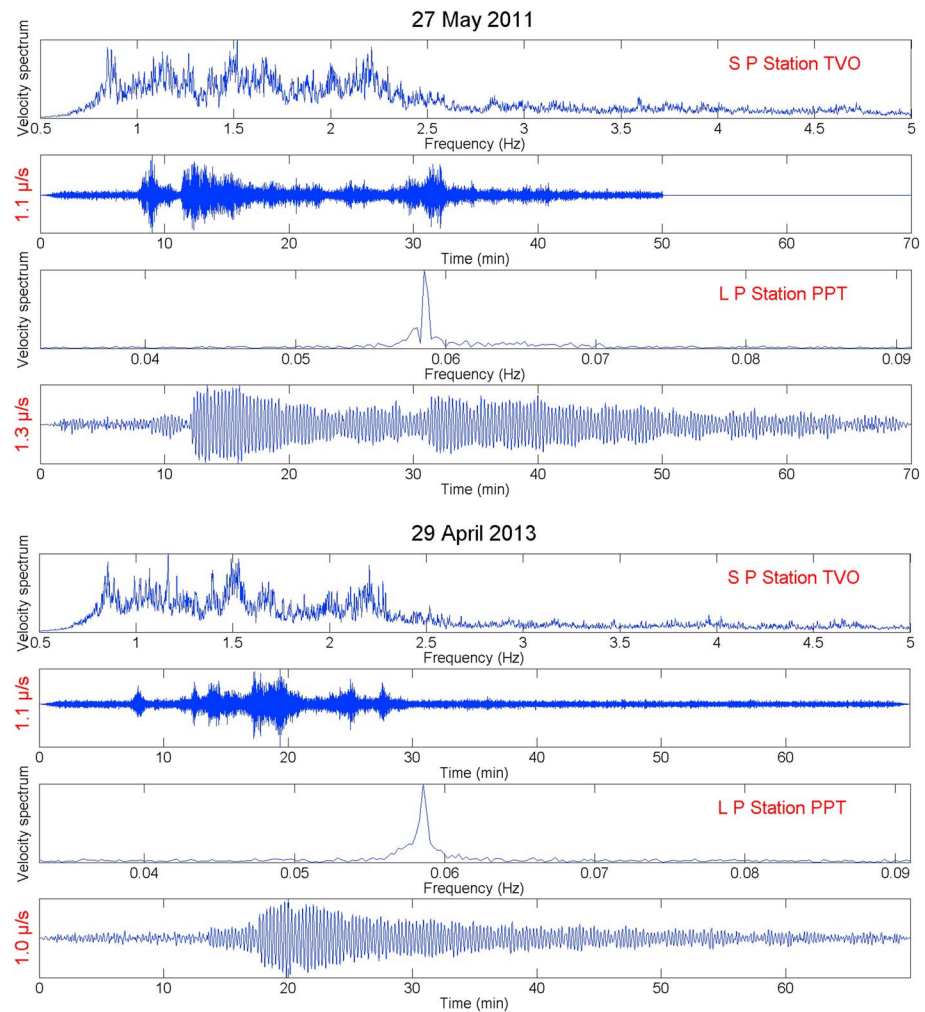 27 May 2011
Velocity spectrum
S P Station TVO
0.5 1 1.5 2 2.5 3 3.5 4 4.5 5
Frequency (Hz)
1.1 μ/s
0 10 20 30 40 50 60 70
Time (min)
Velocity spectrum
L P Station PPT
0.04 0.05 0.06 0.07 0.08 0.09
Frequency (Hz)
1.3 μ/s
0 10 20 30 40 50 60 70
Time (min)
29 April 2013
Velocity spectrum
S P Station TVO
0.5 1 1.5 2 2.5 3 3.5 4 4.5 5
Frequency (Hz)
1.1 μ/s
0 10 20 30 40 50 60
Time (min)
Velocity spectrum
L P Station PPT
0.04 0.05 0.06 0.07 0.08 0.09
Frequency (Hz)
1.0 μ/s
0 10 20 30 40 50 60
Time (min)